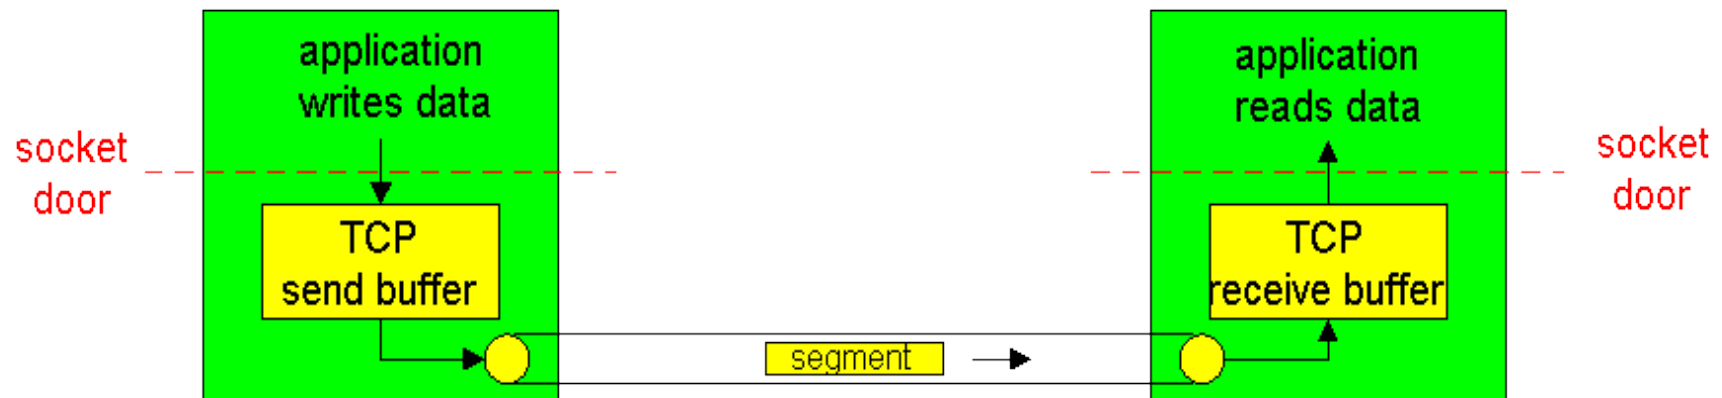 application
writes data
socket
door
TCP
send buffer
segment
application
reads data
socket
door
TCP
receive buffer